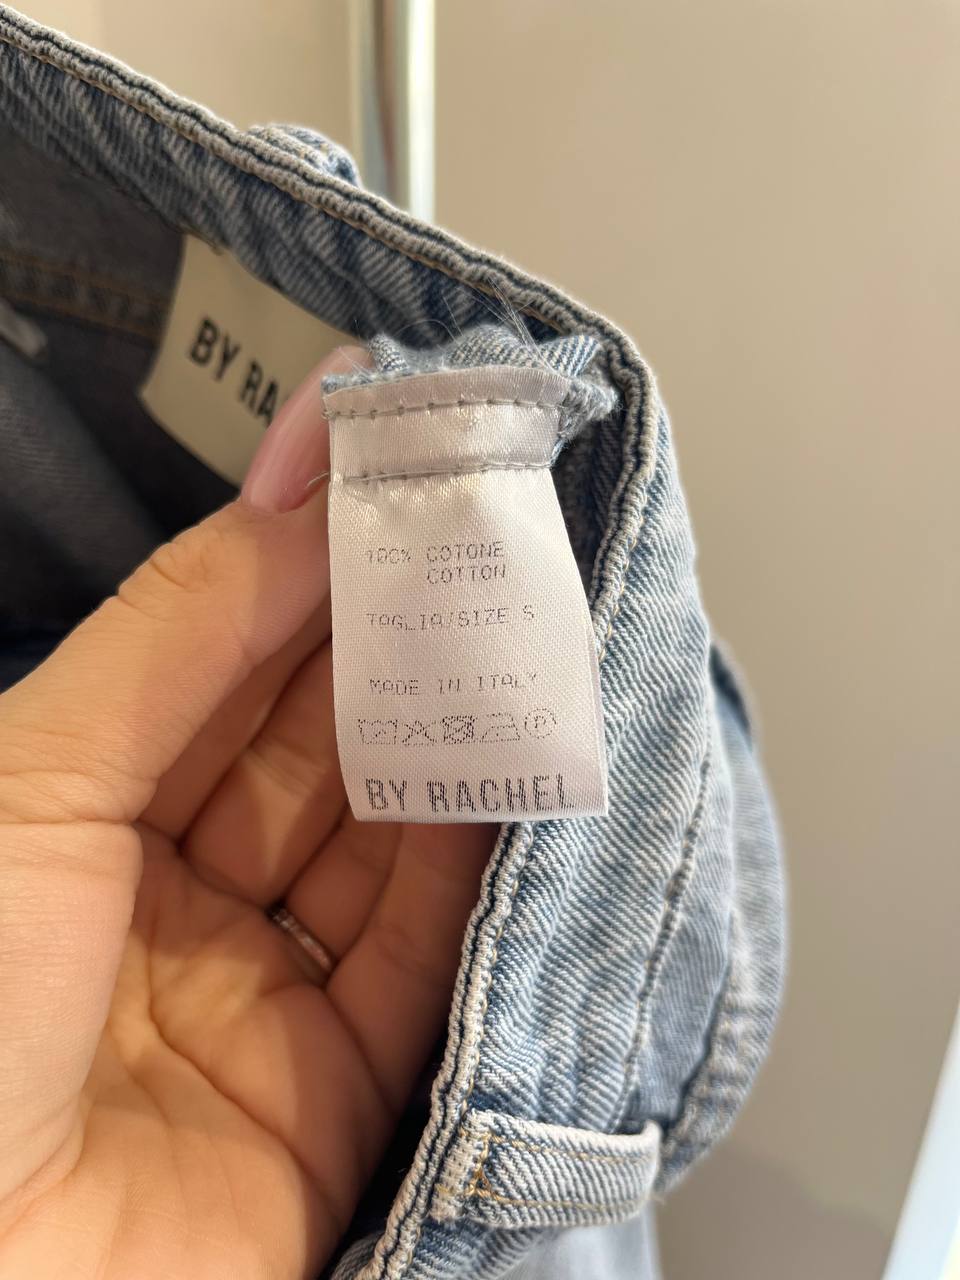 BY RA
100% COTONE
COTTON
TAGLIA/SIZE S
MADE IN ITALY
P
BY RACHEL